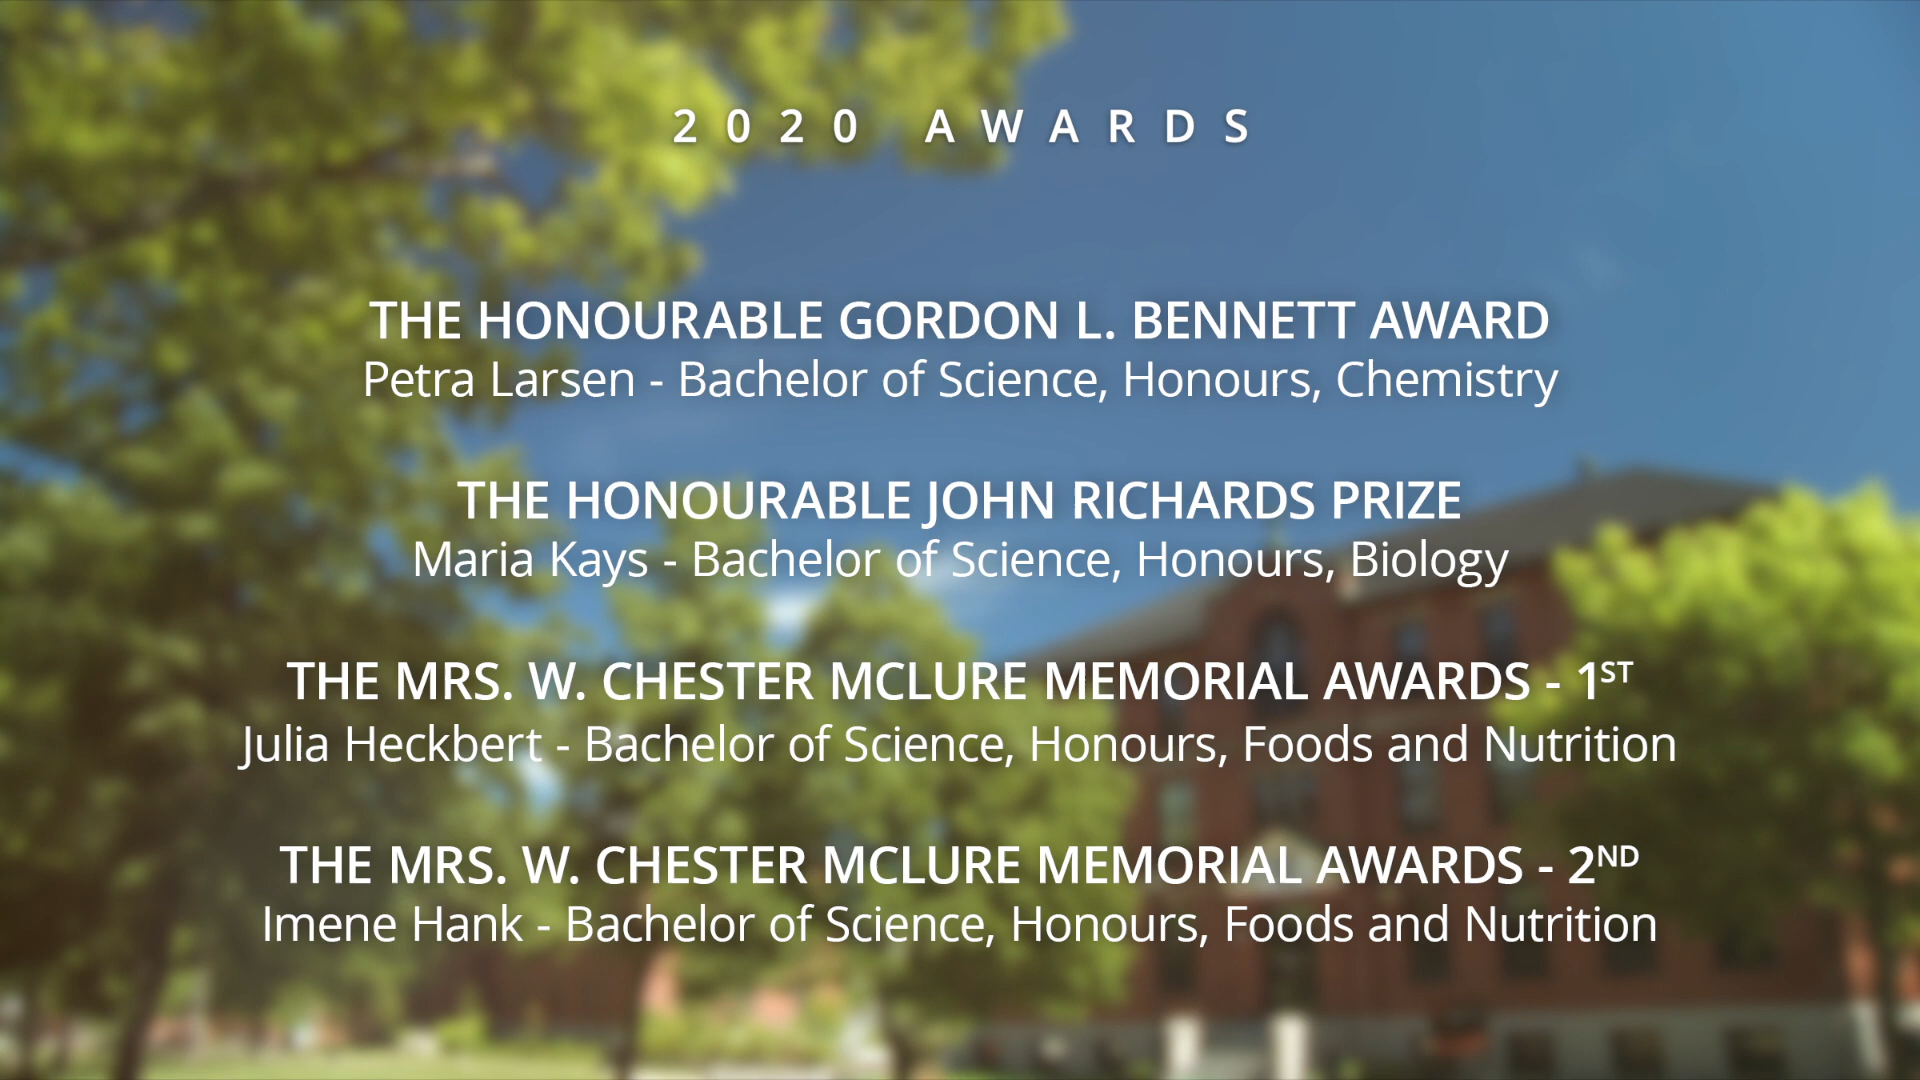 2020 AWARDS
THE HONOURABLE GORDON L. BENNETT AWARD
Petra Larsen - Bachelor of Science, Honours, Chemistry
THE HONOURABLE JOHN RICHARDS PRIZE
Maria Kays - Bachelor of Science, Honours, Biology
THE MRS. W. CHESTER MCLURE MEMORIAL AWARDS - 1ST
Julia Heckbert - Bachelor of Science, Honours, Foods and Nutrition
THE MRS. W. CHESTER MCLURE MEMORIAL AWARDS - 2ND
Imene Hank - Bachelor of Science, Honours, Foods and Nutrition